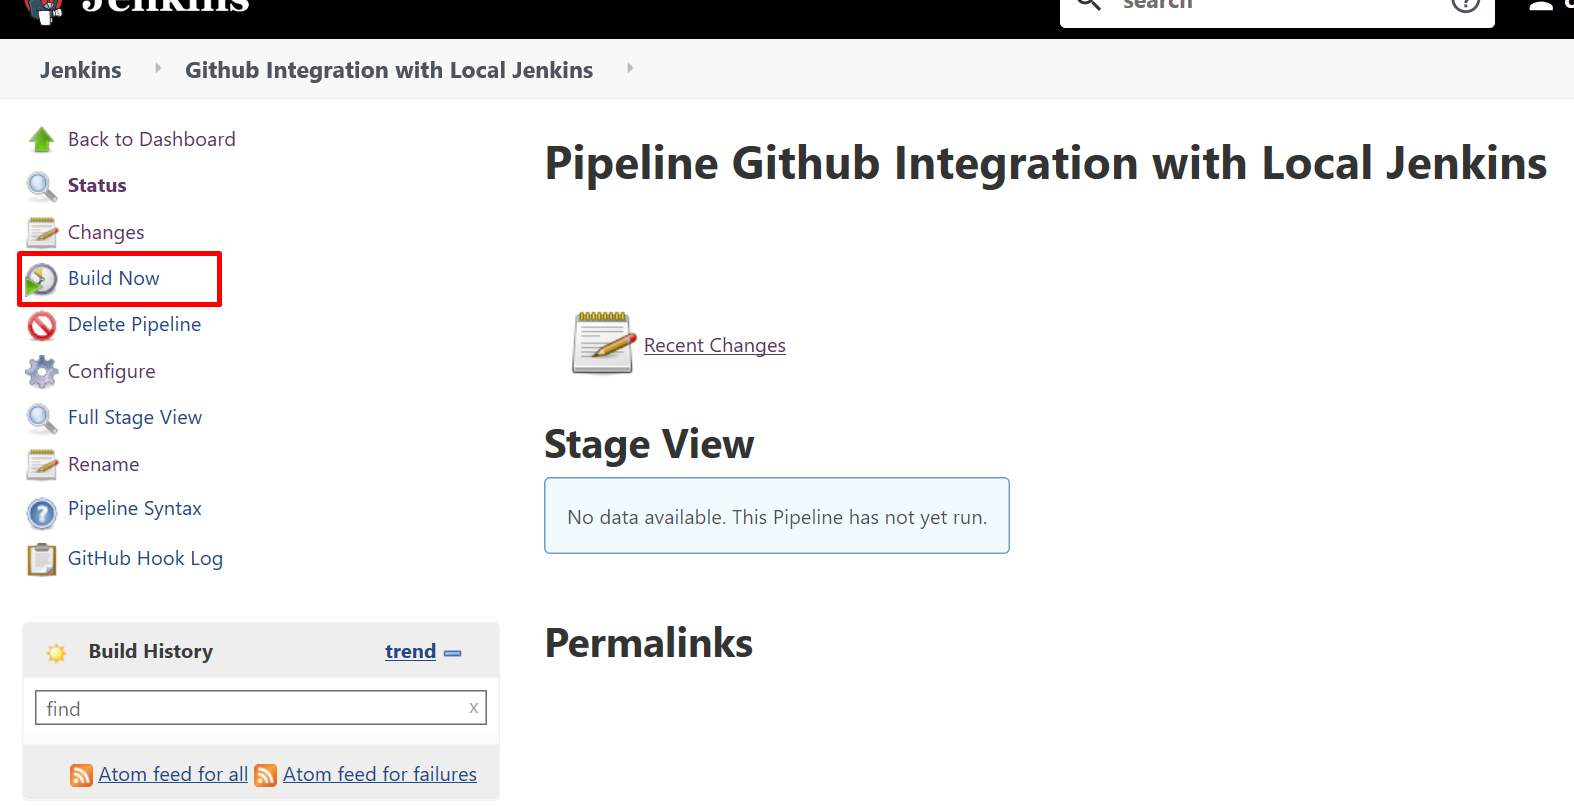 Jenkins
search
Jenkins
Github Integration with Local Jenkins
Back to Dashboard
Status
Changes
Build Now
Delete Pipeline
Configure
Full Stage View
Rename
Pipeline Syntax
GitHub Hook Log
Build History
trend
find
x
Atom feed for all
Atom feed for failures
Pipeline Github Integration with Local Jenkins
Recent Changes
Stage View
No data available. This Pipeline has not yet run.
Permalinks